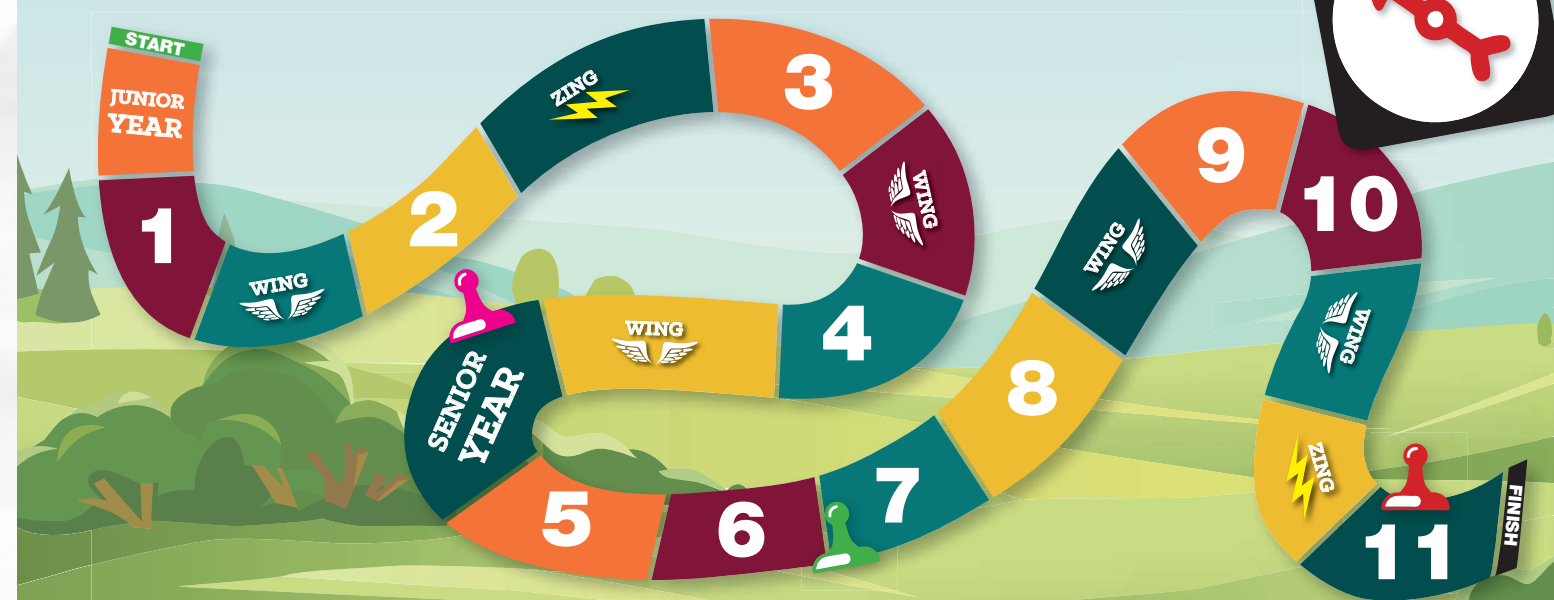 START
JUNIOR
YEAR
1
WING
2
ZING
3
WING
4
WING
SENIOR
YEAR
5
6
7
8
WING
9
10
WING
ZING
11
FINISH